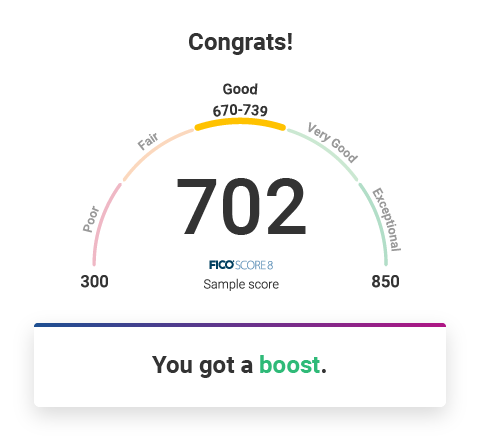 Congrats!
Good
670-739
Fair
Very Good
Poor
Exceptional
702
FICO SCORE 8
Sample score
300
850
You got a boost.